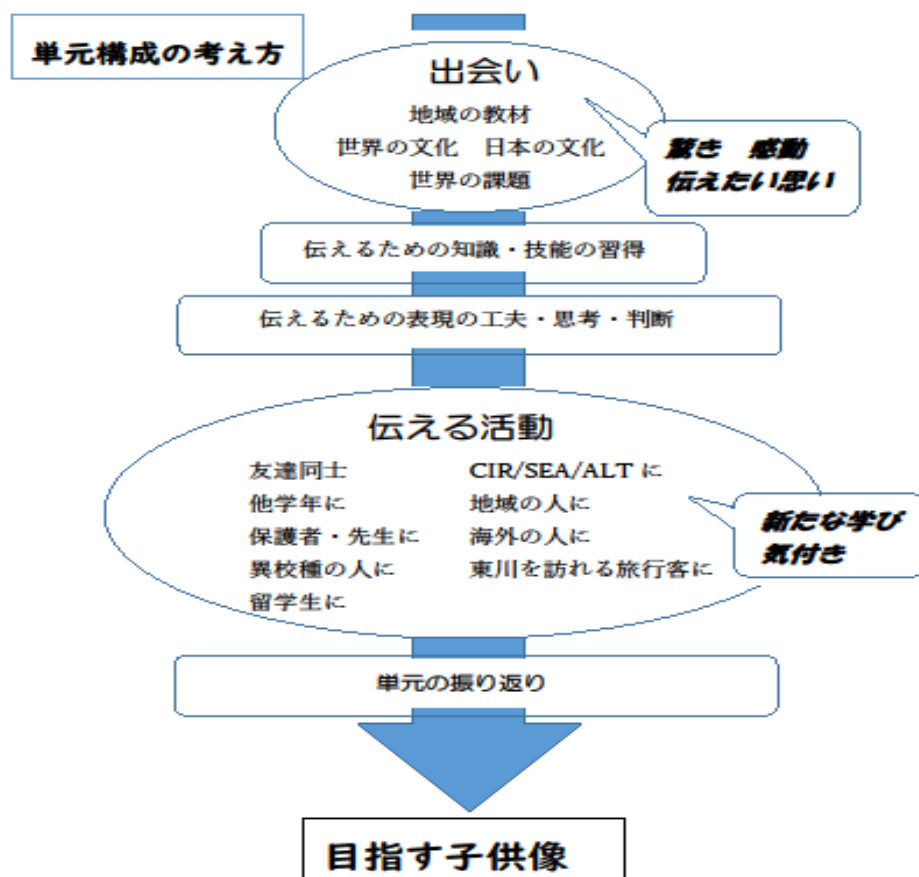 単元構成の考え方
出会い
地域の教材
世界の文化　日本の文化
世界の課題
驚き　感動
伝えたい思い
伝えるための知識・技能の習得
伝えるための表現の工夫・思考・判断
伝える活動
友達同士
他学年に
保護者・先生に
異校種の人に
留学生に
CIR/SEA/ALT に
地域の人に
海外の人に
東川を訪れる旅行客に
新たな学び
気付き
単元の振り返り
目指す子供像